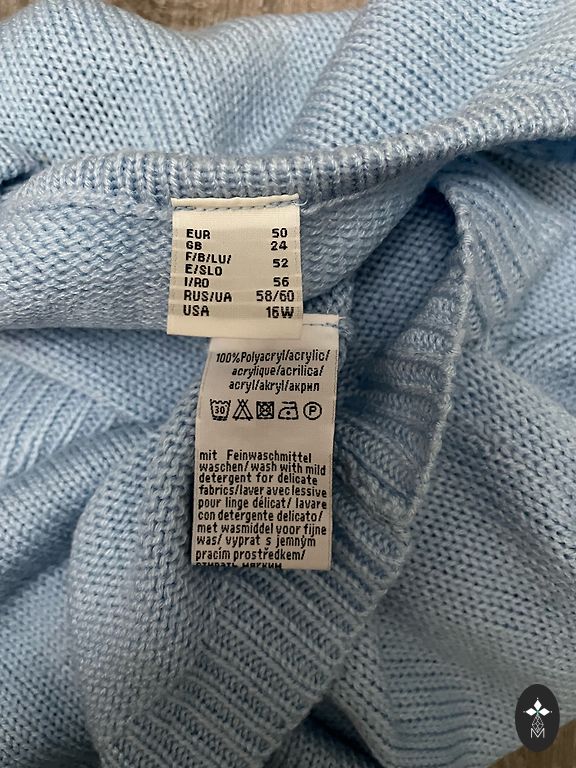 EUR 50
GB 24
F/B/LU/
E/SLO 52
I/RO 56
RUS/UA 58/60
USA 16W
100%Polyacryl/acrylic/
acrylique/acrilica/
acryl/akryl/акрил
30 P
mit Feinwaschmittel
waschen/wash with mild
detergent for delicate
fabrics/laver avec lessive
pour linge délicat/lavare
con detergente delicato/
met wasmiddel voor fijne
was/vyprat s jemným
pracím prostředkem/
стирать мягким
M